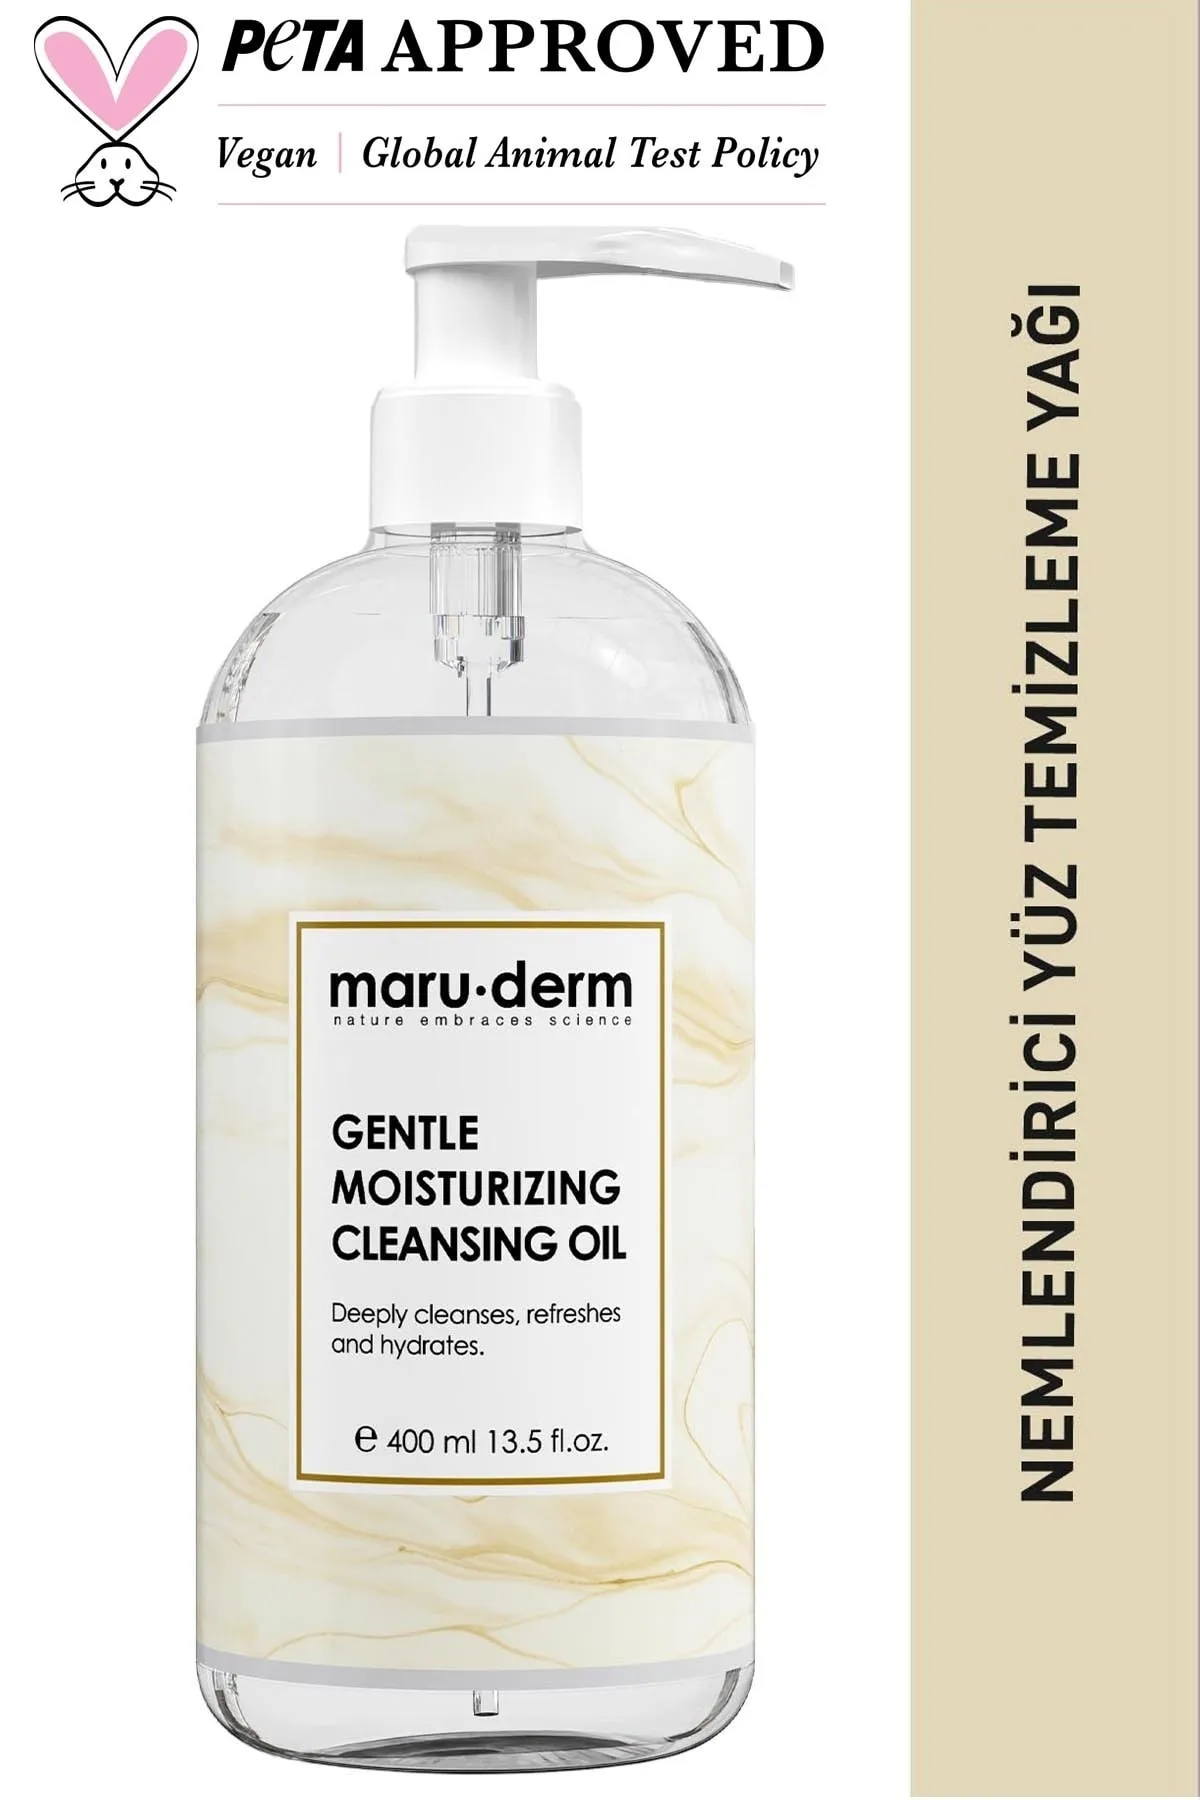 PETA APPROVED
Vegan | Global Animal Test Policy
maru·derm
nature embraces science
GENTLE
MOISTURIZING
CLEANSING OIL
Deeply cleanses, refreshes
and hydrates.
℮ 400 ml 13.5 fl.oz.
NEMLENDİRİCİ YÜZ TEMİZLEME YAĞI